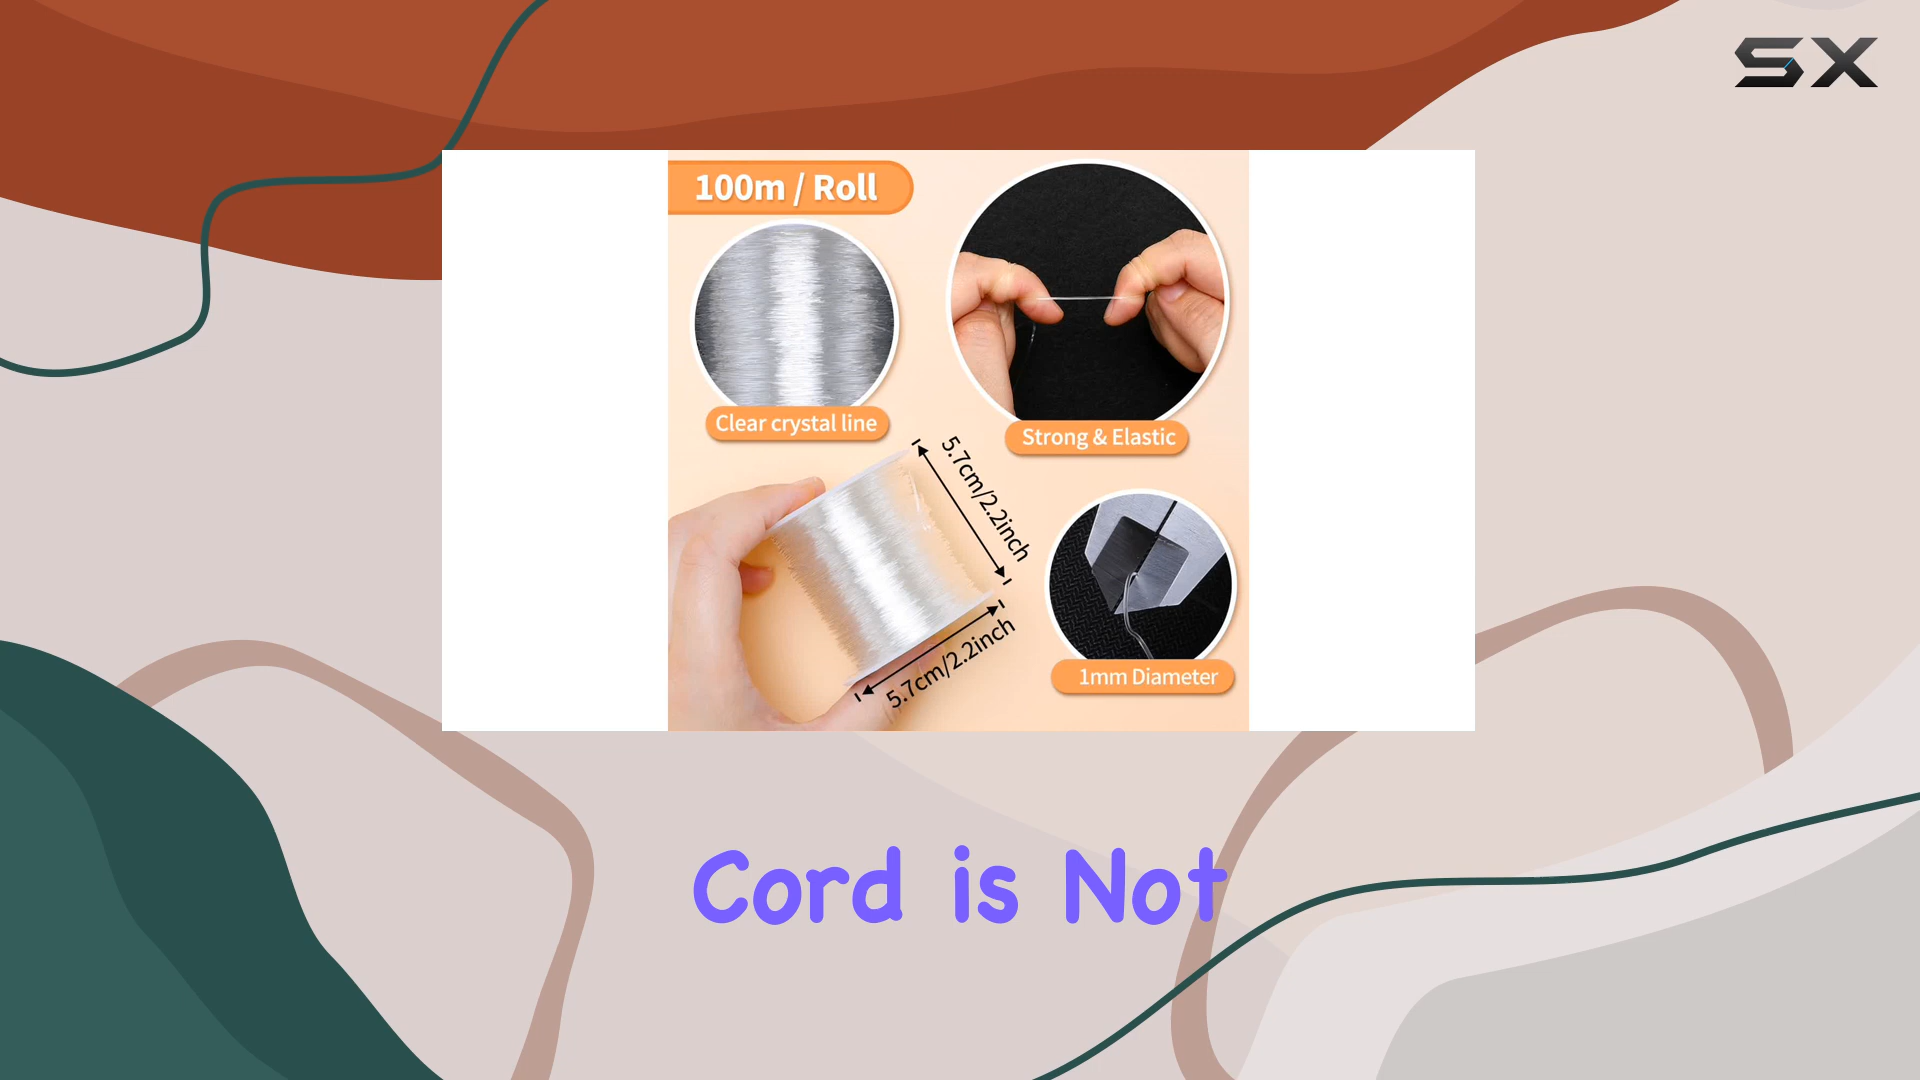 SX
100m / Roll
Clear crystal line
Strong & Elastic
5.7cm/2.2inch
5.7cm/2.2inch
1mm Diameter
Cord is Not